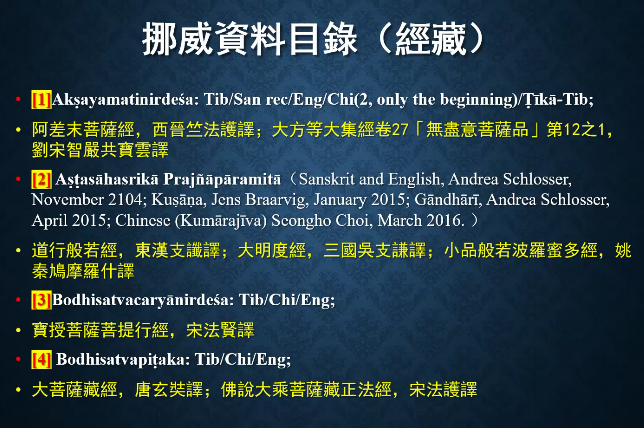 挪威資料目錄（經藏）
• [1]Akṣayamatinirdeśa: Tib/San rec/Eng/Chi(2, only the beginning)/Ṭīkā-Tib;
• 阿差末菩薩經，西晉竺法護譯；大方等大集經卷27「無盡意菩薩品」第12之1，
劉宋智嚴共寶雲譯
• [2] Aṣṭasāhasrikā Prajñāpāramitā（Sanskrit and English, Andrea Schlosser,
November 2104; Kuṣāṇa, Jens Braarvig, January 2015; Gāndhārī, Andrea Schlosser,
April 2015; Chinese (Kumārajīva) Seongho Choi, March 2016. ）
• 道行般若經，東漢支讖譯；大明度經，三國吳支謙譯；小品般若波羅蜜多經，姚
秦鳩摩羅什譯
• [3]Bodhisatvacaryānirdeśa: Tib/Chi/Eng;
• 寶授菩薩菩提行經，宋法賢譯
• [4] Bodhisatvapiṭaka: Tib/Chi/Eng;
• 大菩薩藏經，唐玄奘譯；佛說大乘菩薩藏正法經，宋法護譯